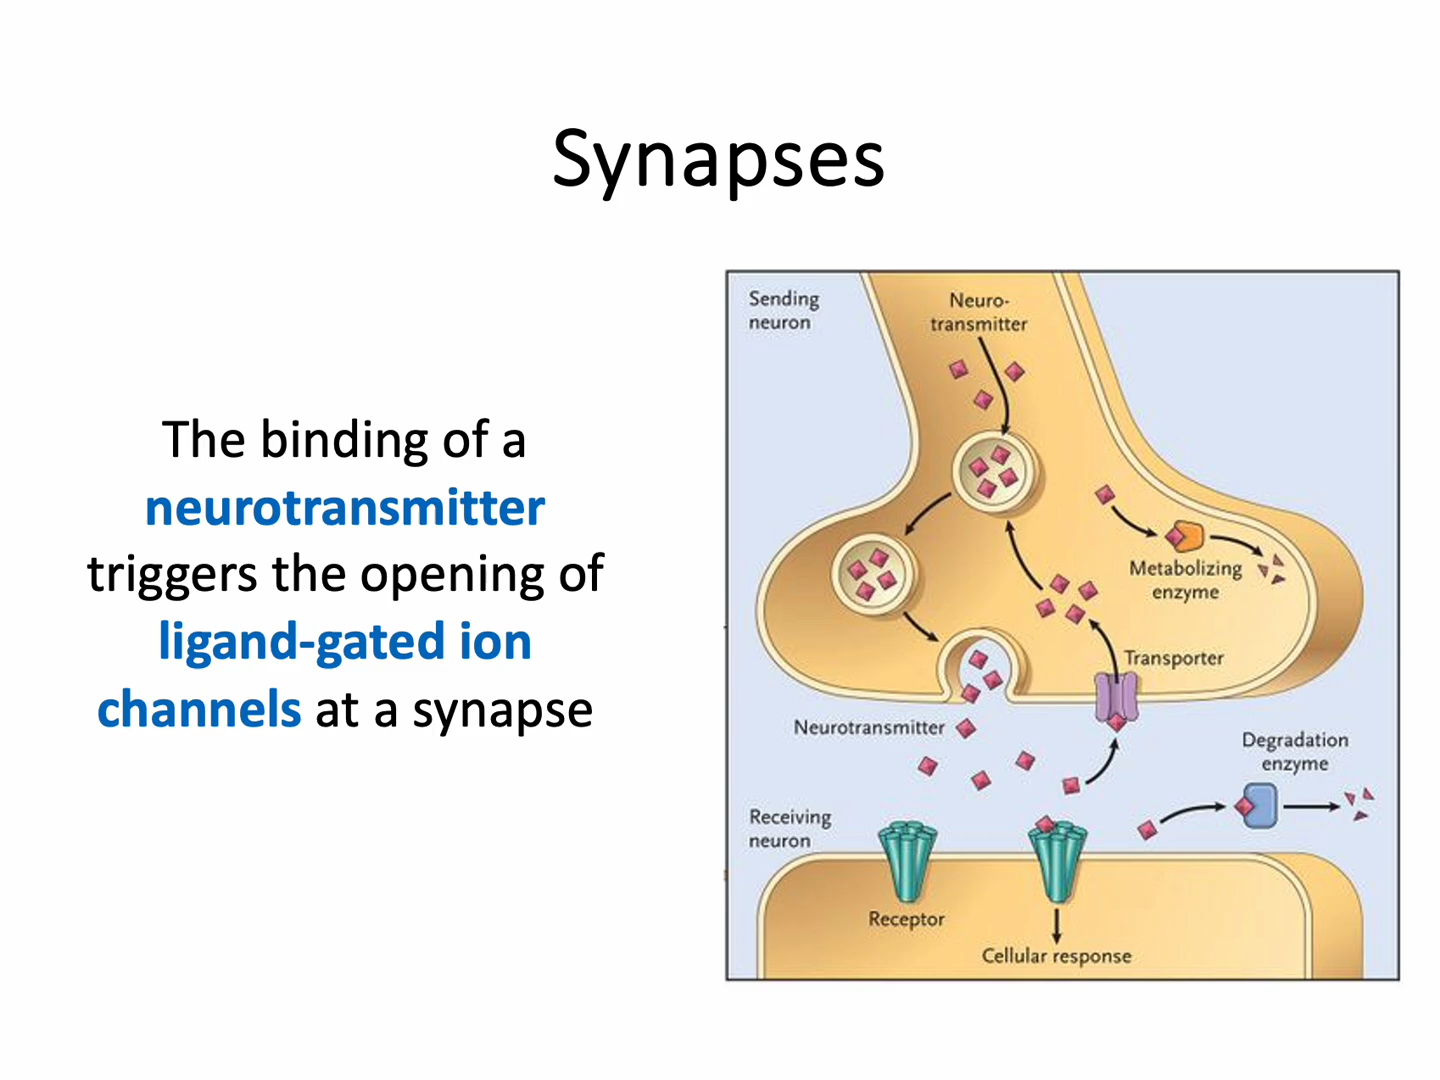 Synapses
The binding of a
neurotransmitter
triggers the opening of
ligand-gated ion
channels at a synapse
Sending
neuron
Neuro-
transmitter
Metabolizing
enzyme
Transporter
Neurotransmitter
Degradation
enzyme
Receiving
neuron
Receptor
Cellular response